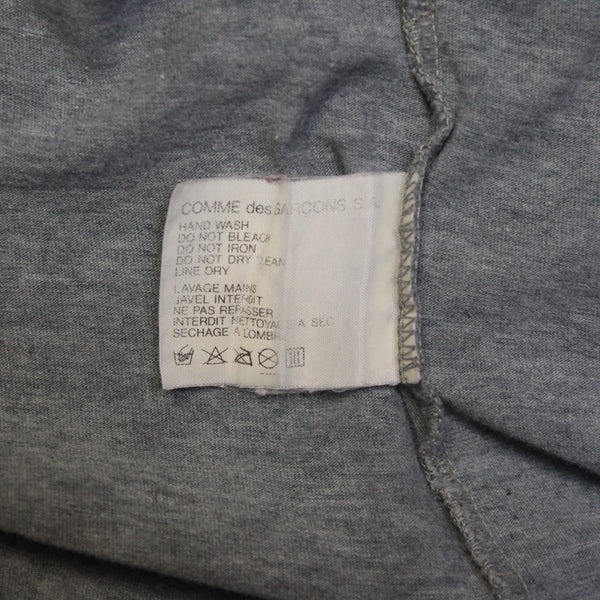 COMME des GARÇONS S.A.
HAND WASH
DO NOT BLEACH
DO NOT IRON
DO NOT DRY CLEAN
LINE DRY
LAVAGE MAINS
JAVEL INTERDIT
NE PAS REPASSER
INTERDIT NETTOYAGE A SEC
SECHAGE A L'OMBRE